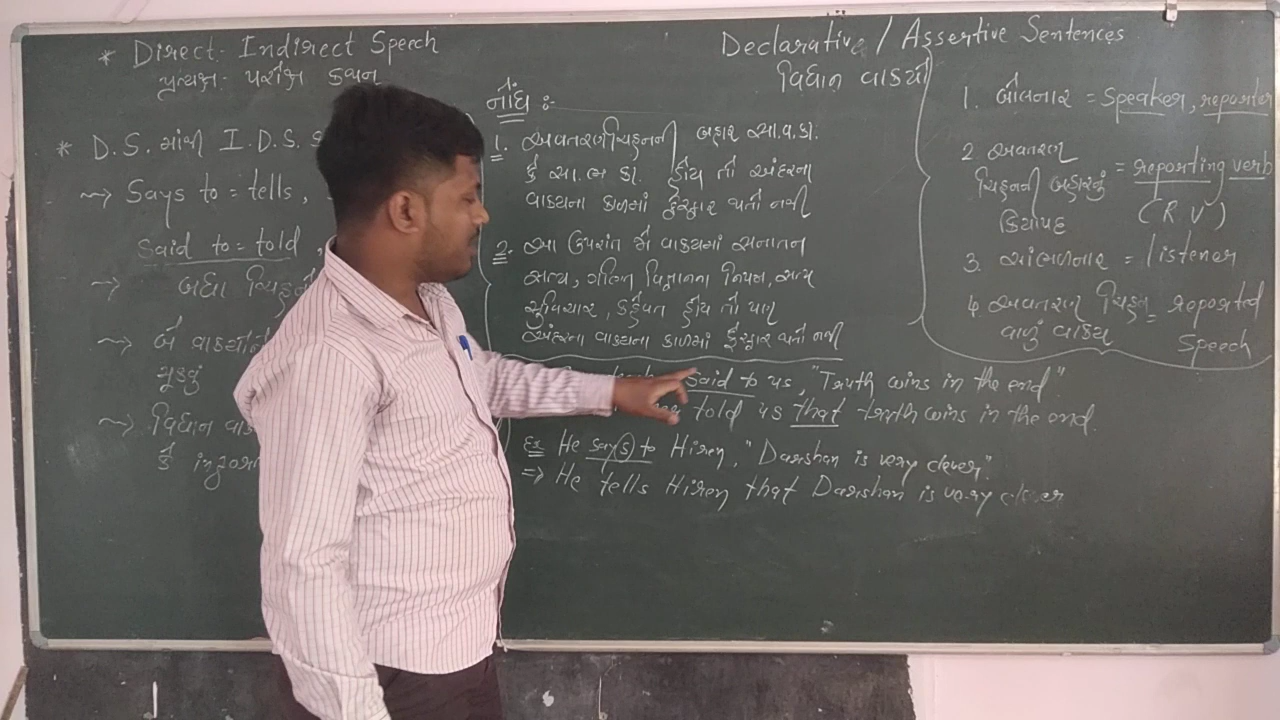 * Direct - Indirect Speech
પ્રત્યક્ષ - પરોક્ષ કથન
* D.S. માંથી I.D.S.
⇝ Says to = tells,
Said to = told,
⇝ બધા
⇝ બે
મૂકવું
⇝ વિધાન
કે infor
Declarative / Assertive Sentences
વિધાન વાક્યો
નોંધ :-
1. અવતરણચિહ્નની બહાર સા.વ.કા.
કે સા.ભ.કા. હોય તો અંદરના
વાક્યના કાળમાં ફેરફાર થતો નથી
2. આ ઉપરાંત જે વાક્યમાં સનાતન
સત્ય, ગણિત વિજ્ઞાનના નિયમ, સત્ય
સુવિચાર, કહેવત હોય તો પણ
અંદરના વાક્યના કાળમાં ફેરફાર થતો નથી
said to us, "Truth wins in the end."
told us that truth wins in the end.
Ex He say(s) to Hiren, "Darshan is very clever."
⇒ He tells Hiren that Darshan is very clever
1. બોલનાર = Speaker, reporter
2. અવતરણ
ચિહ્નની બહારનું = reporting verb
ક્રિયાપદ (R.V)
3. સાંભળનાર = listener
4. અવતરણ ચિહ્ન = reported
વાળું વાક્ય Speech